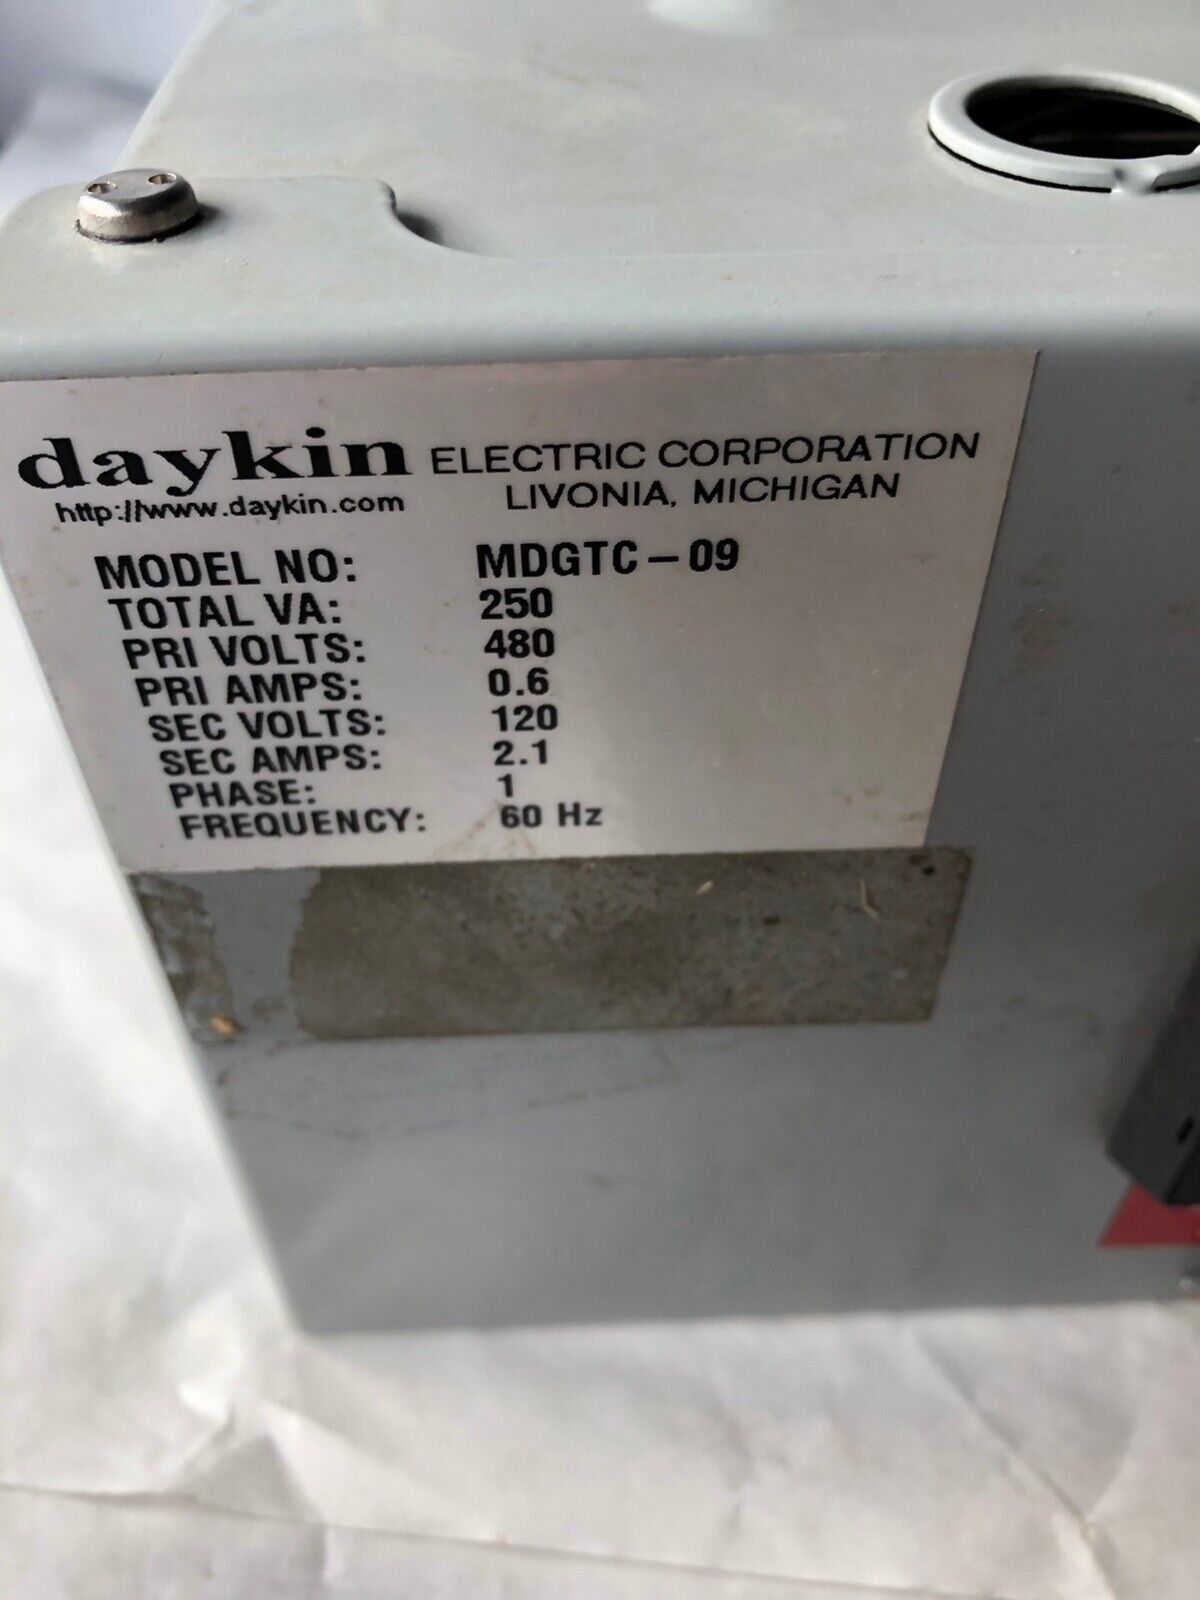 daykin ELECTRIC CORPORATION
http://www.daykin.com LIVONIA, MICHIGAN
MODEL NO: MDGTC-09
TOTAL VA: 250
PRI VOLTS: 480
PRI AMPS: 0.6
SEC VOLTS: 120
SEC AMPS: 2.1
PHASE: 1
FREQUENCY: 60 Hz